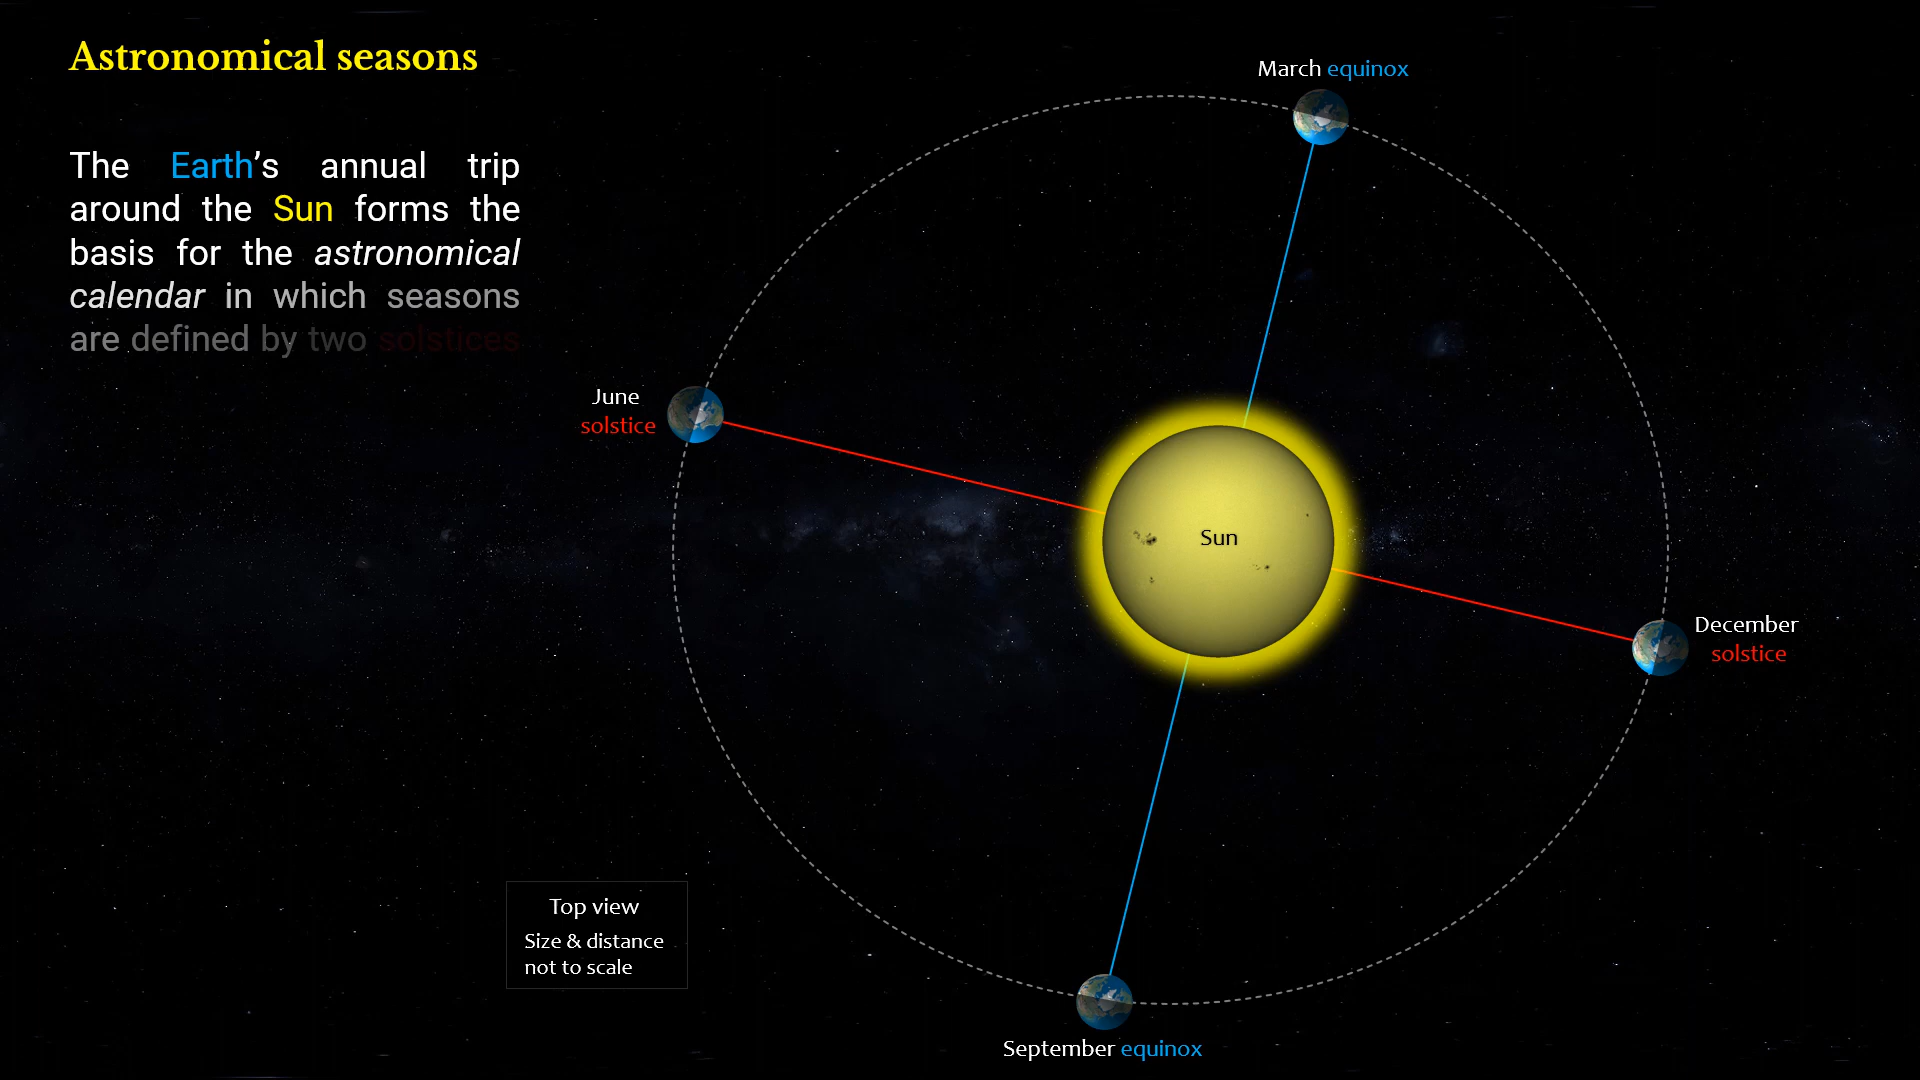 Astronomical seasons
The Earth’s annual trip
around the Sun forms the
basis for the astronomical
calendar in which seasons
are defined by two solstices
March equinox
June
solstice
Sun
December
solstice
Top view
Size & distance
not to scale
September equinox